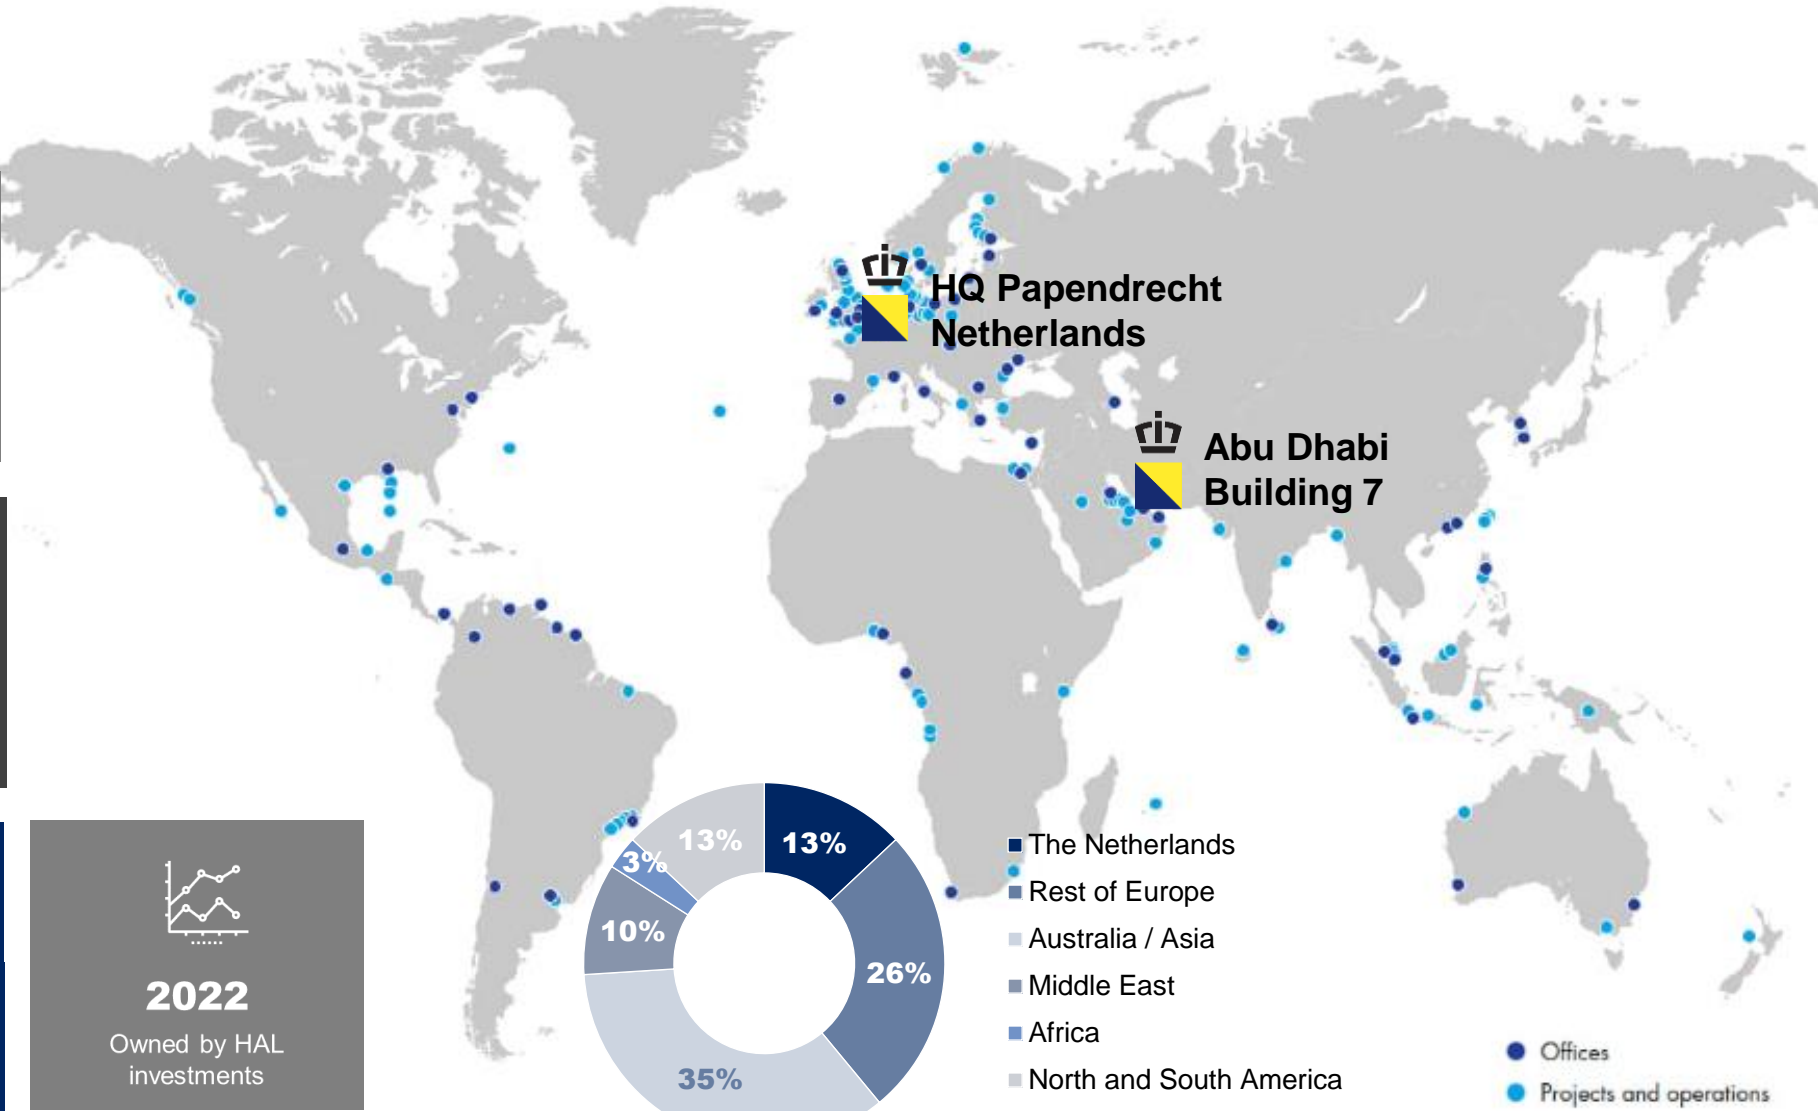 HQ Papendrecht
Netherlands
Abu Dhabi
Building 7
13%
13%
3%
10%
26%
35%
The Netherlands
Rest of Europe
Australia / Asia
Middle East
Africa
North and South America
2022
Owned by HAL
investments
Offices
Projects and operations